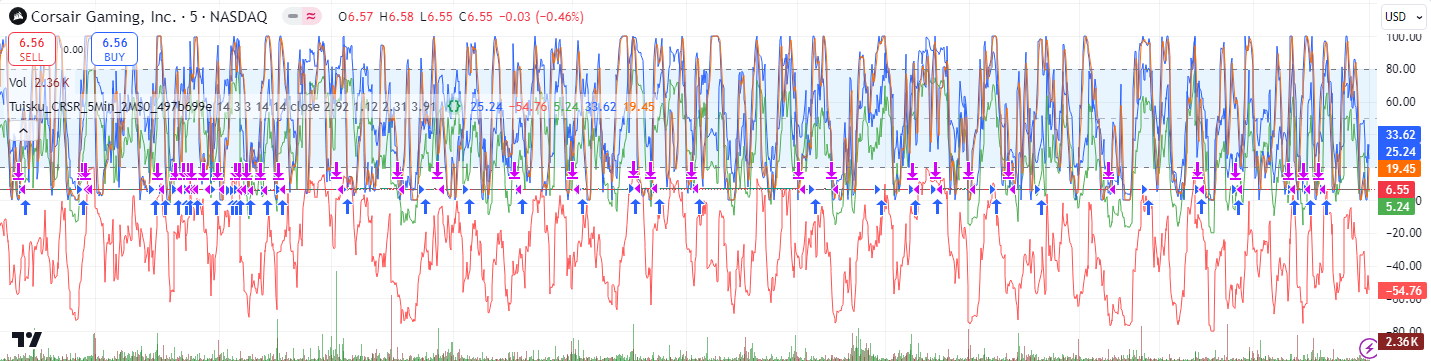 Corsair Gaming, Inc. · 5 · NASDAQ O6.57 H6.58 L6.55 C6.55 −0.03 (−0.46%)
USD
6.56 SELL
0.00
6.56 BUY
Vol 2.36 K
Tuisku_CRSR_5Min_2MS0_497b699e 14 3 3 14 14 close 2.92 1.12 2.31 3.91 {} 25.24 −54.76 5.24 33.62 19.45
100.00
80.00
60.00
33.62
25.24
19.45
6.55
5.24
−20.00
−40.00
−54.76
−60.00
−80.00
2.36 K